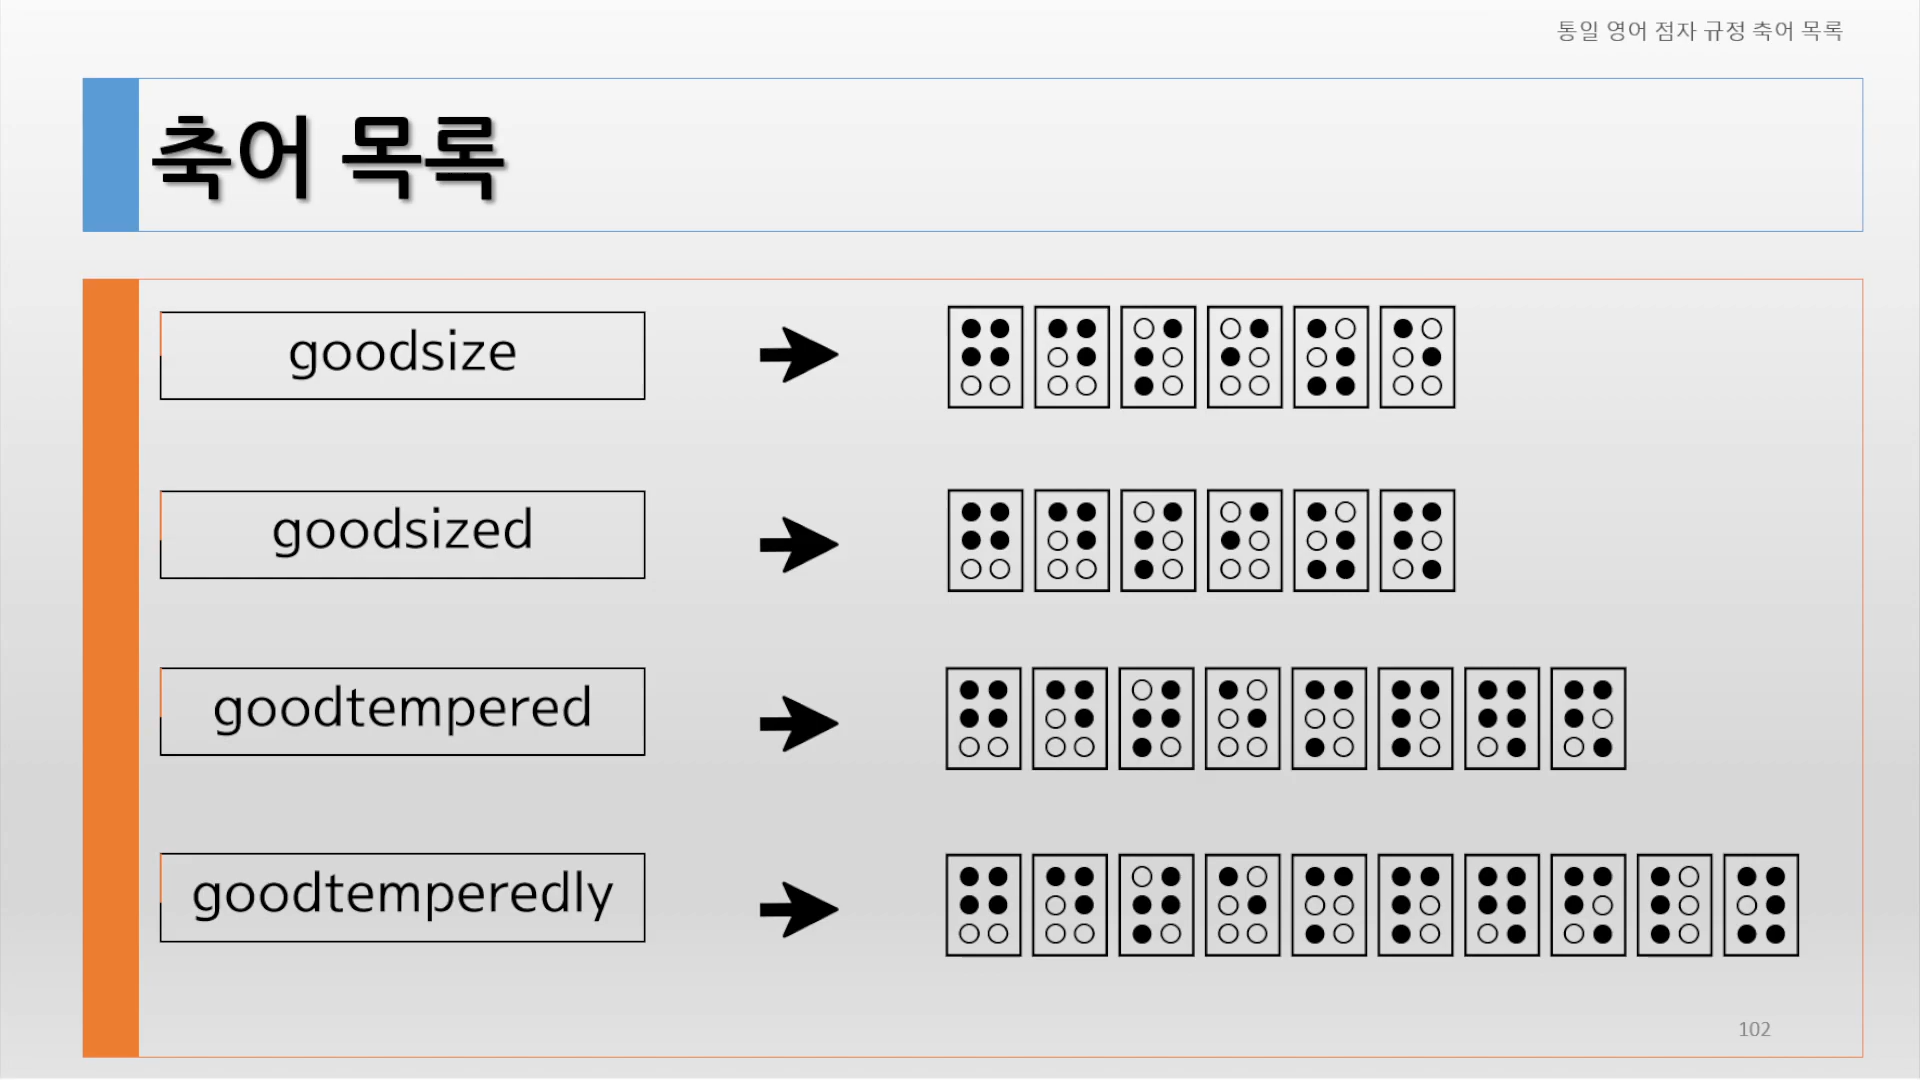 통일 영어 점자 규정 축어 목록
축어 목록
goodsize ➔ ⠛⠙⠎⠊⠵⠑
goodsized ➔ ⠛⠙⠎⠊⠵⠫
goodtempered ➔ ⠛⠙⠞⠑⠍⠏⠻⠫
goodtemperedly ➔ ⠛⠙⠞⠑⠍⠏⠻⠫⠇⠽
102